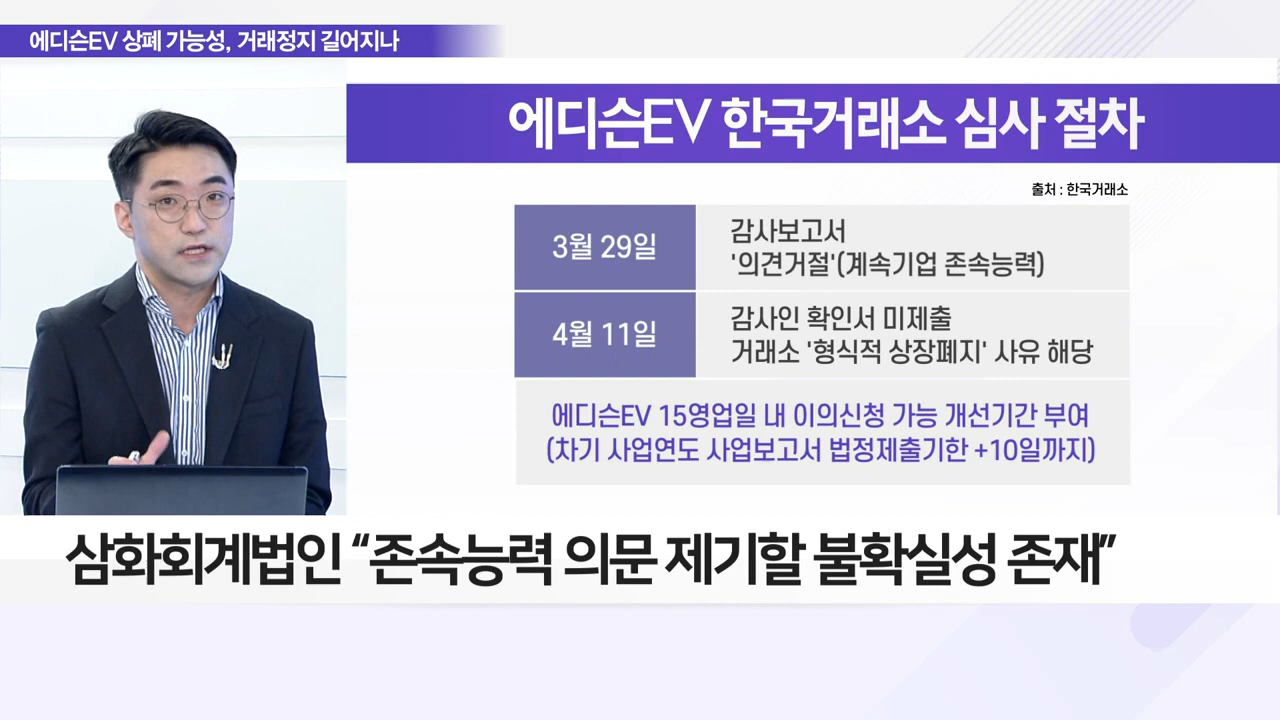 에디슨EV 상폐 가능성, 거래정지 길어지나
에디슨EV 한국거래소 심사 절차
출처 : 한국거래소
3월 29일
감사보고서
'의견거절'(계속기업 존속능력)
4월 11일
감사인 확인서 미제출
거래소 '형식적 상장폐지' 사유 해당
에디슨EV 15영업일 내 이의신청 가능 개선기간 부여
(차기 사업연도 사업보고서 법정제출기한 +10일까지)
삼화회계법인 “존속능력 의문 제기할 불확실성 존재”